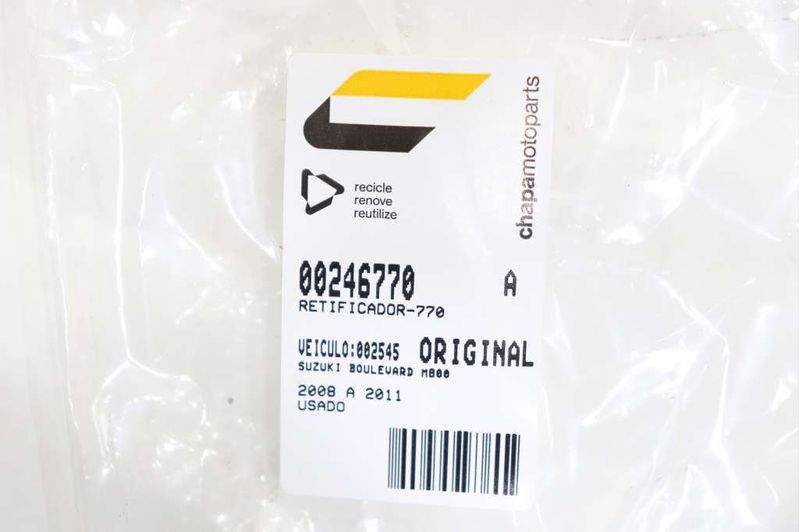 chapamotoparts
recicle
renove
reutilize
00246770 A
RETIFICADOR-770
VEICULO:002545 ORIGINAL
SUZUKI BOULEVARD M800
2008 A 2011
USADO